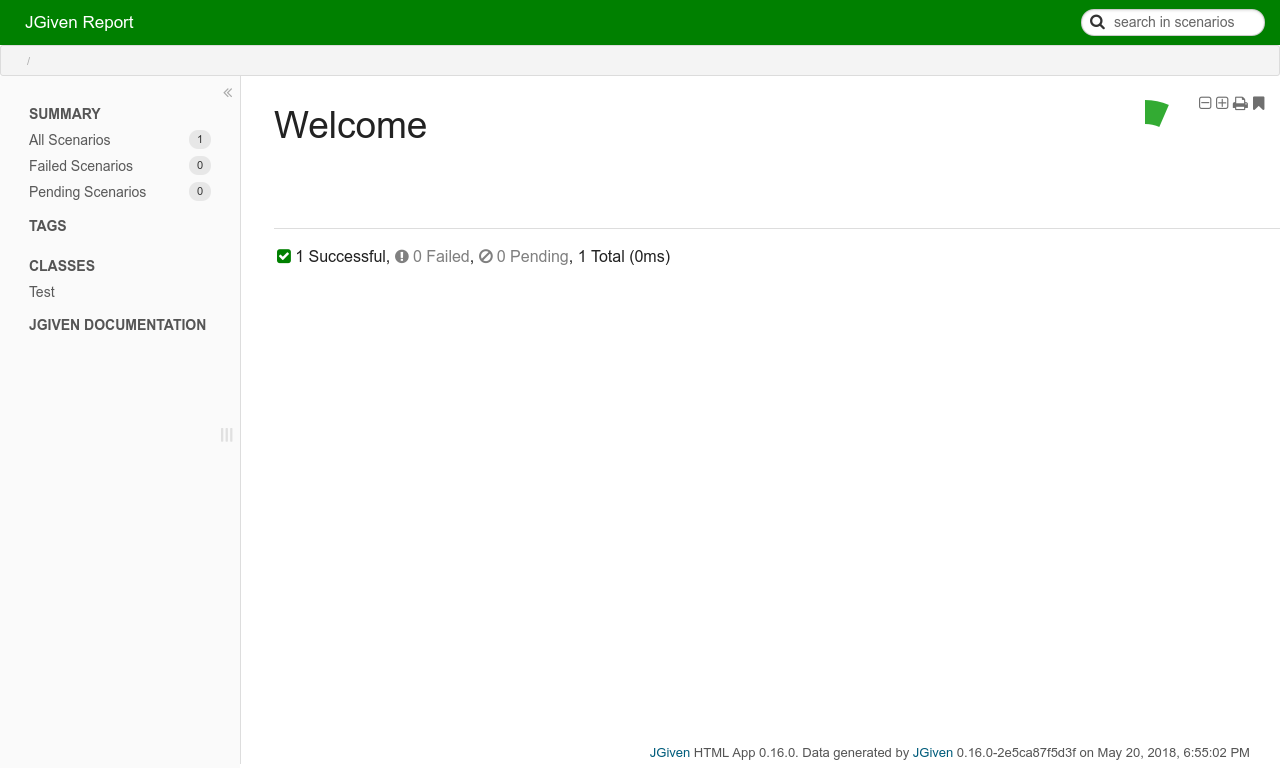 JGiven Report
search in scenarios
/
«
SUMMARY
All Scenarios 1
Failed Scenarios 0
Pending Scenarios 0
TAGS
CLASSES
Test
JGIVEN DOCUMENTATION
Welcome
1 Successful, 0 Failed, 0 Pending, 1 Total (0ms)
JGiven HTML App 0.16.0. Data generated by JGiven 0.16.0-2e5ca87f5d3f on May 20, 2018, 6:55:02 PM